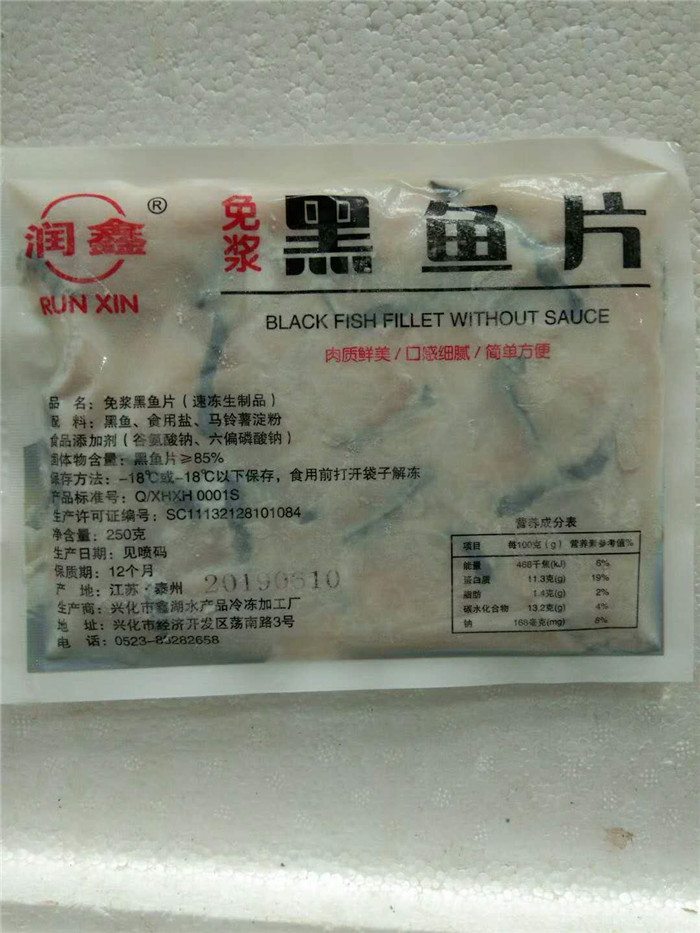 润鑫®
RUN XIN
免浆 黑鱼片
BLACK FISH FILLET WITHOUT SAUCE
肉质鲜美/口感细腻/简单方便
品 名：免浆黑鱼片（速冻生制品）
配 料：黑鱼、食用盐、马铃薯淀粉
食品添加剂（谷氨酸钠、六偏磷酸钠）
固体物含量：黑鱼片≥85%
保存方法：-18℃或-18℃以下保存，食用前打开袋子解冻
产品标准号：Q/XHXH 0001S
生产许可证编号：SC11132128101084
净含量：250克
生产日期：见喷码
保质期：12个月
产 地：江苏·泰州
20190810
生产商：兴化市鑫湖水产品冷冻加工厂
地 址：兴化市经济开发区荡南路3号
电 话：0523-83282658
营养成分表
项目 每100克(g) 营养素参考值%
能量 468千焦(kJ) 6%
蛋白质 11.3克(g) 19%
脂肪 1.4克(g) 2%
碳水化合物 13.2克(g) 4%
钠 168毫克(mg) 8%